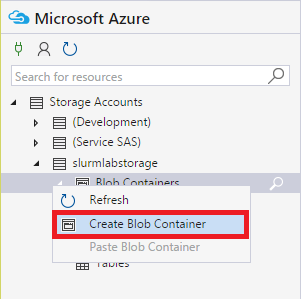 Microsoft Azure
Search for resources
Storage Accounts
(Development)
(Service SAS)
slurmlabstorage
Blob Containers
Refresh
Create Blob Container
Paste Blob Container
Tables